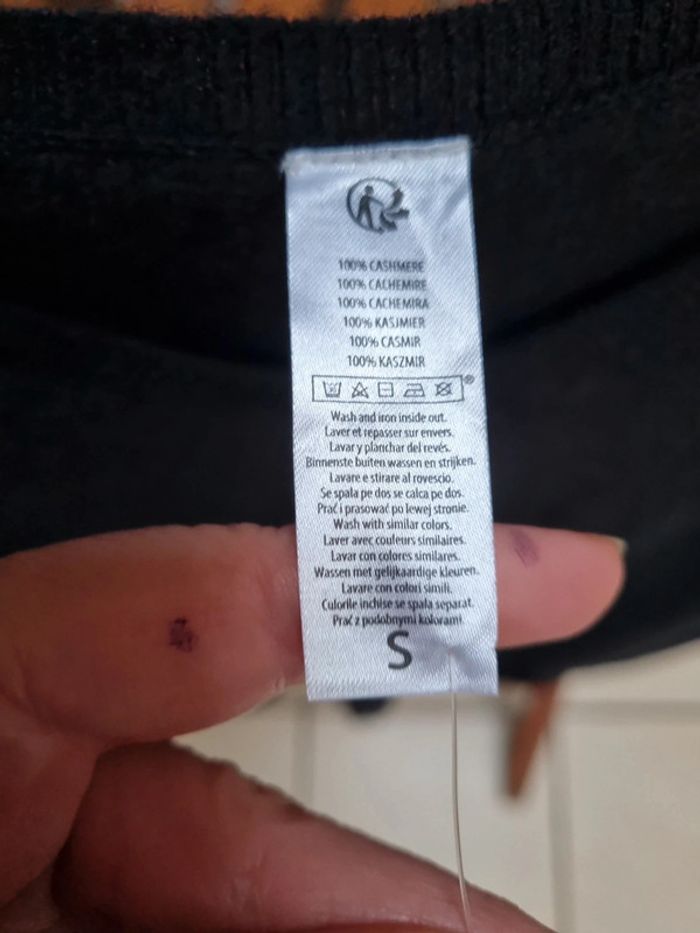 100% CASHMERE
100% CACHEMIRE
100% CACHEMIRA
100% KASJMIER
100% CASMIR
100% KASZMIR
®
Wash and iron inside out.
Laver et repasser sur envers.
Lavar y planchar del revés.
Binnenste buiten wassen en strijken.
Lavare e stirare al rovescio.
Se spala pe dos se calca pe dos.
Prać i prasować po lewej stronie.
Wash with similar colors.
Laver avec couleurs similaires.
Lavar con colores similares.
Wassen met gelijkaardige kleuren.
Lavare con colori simili.
Culorile inchise se spala separat.
Prać z podobnymi kolorami.
S